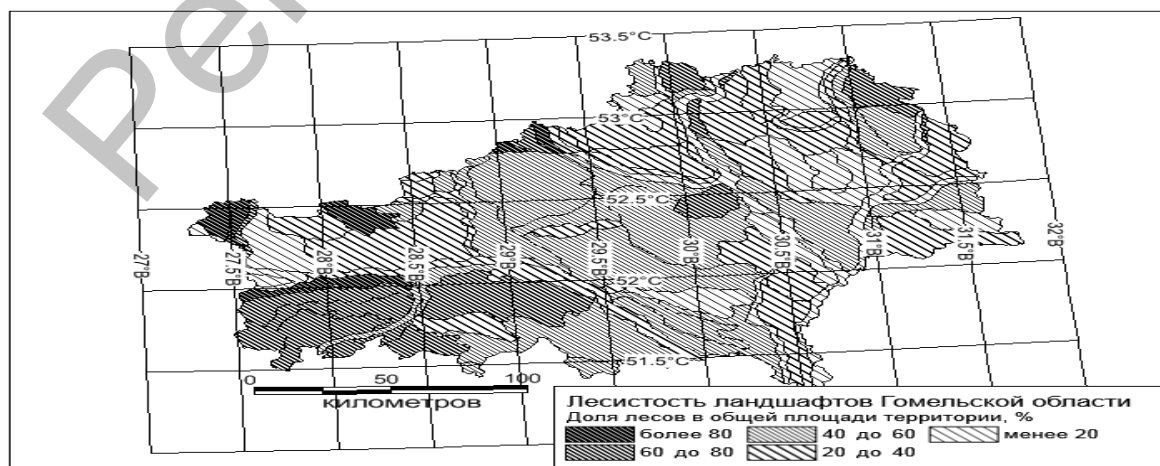 Реп
53.5°С
53°С
52.5°С
27°В
27.5°В
28°В
28.5°В
29°В
29.5°В
30°В
30.5°В
31°В
31.5°В
32°В
52°С
51.5°С
0 50 100
километров
Лесистость ландшафтов Гомельской области
Доля лесов в общей площади территории, %
более 80 40 до 60 менее 20
60 до 80 20 до 40